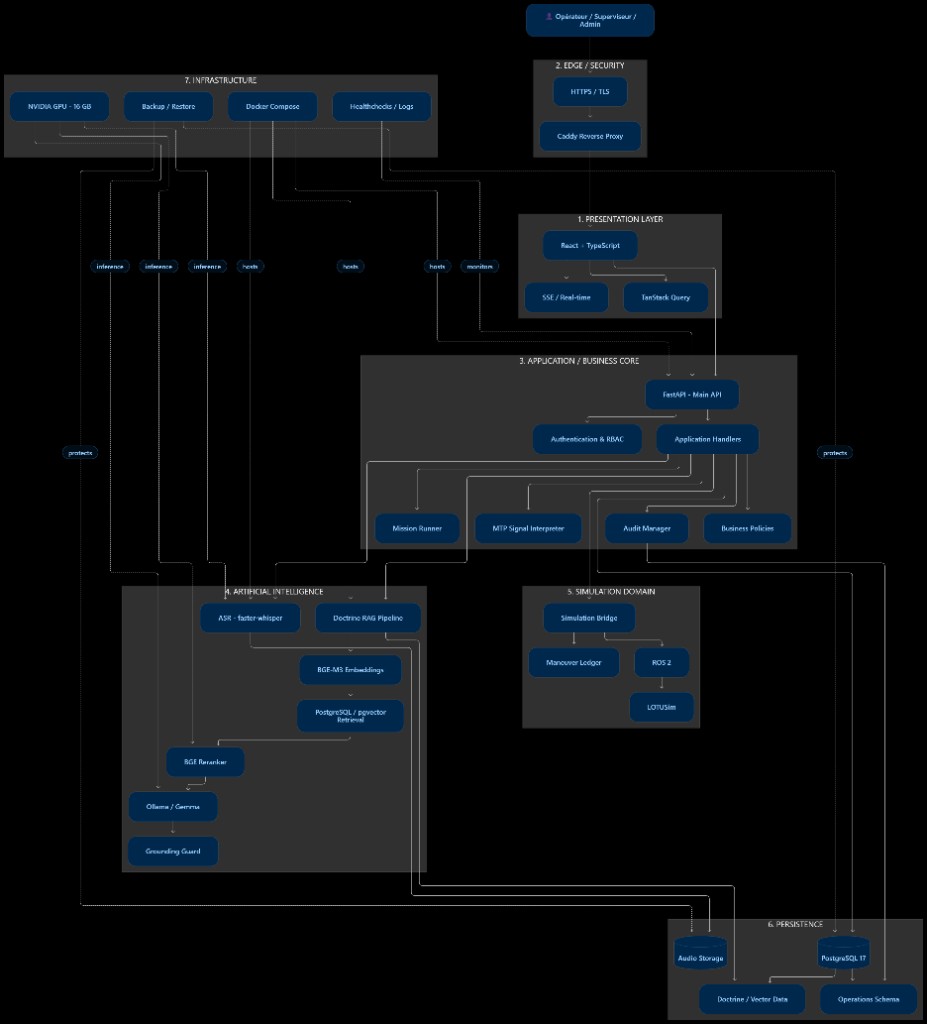 Opérateur / Superviseur /
Admin
2. EDGE / SECURITY
HTTPS / TLS
Caddy Reverse Proxy
7. INFRASTRUCTURE
NVIDIA GPU - 16 GB
Backup / Restore
Docker Compose
Healthchecks / Logs
1. PRESENTATION LAYER
React + TypeScript
SSE / Real-time
TanStack Query
inference
inference
inference
hosts
hosts
hosts
monitors
3. APPLICATION / BUSINESS CORE
FastAPI - Main API
Authentication & RBAC
Application Handlers
protects
protects
Mission Runner
MTP Signal Interpreter
Audit Manager
Business Policies
4. ARTIFICIAL INTELLIGENCE
ASR - faster-whisper
Doctrine RAG Pipeline
BGE-M3 Embeddings
PostgreSQL / pgvector
Retrieval
BGE Reranker
Ollama / Gemma
Grounding Guard
5. SIMULATION DOMAIN
Simulation Bridge
Manouver Ledger
ROS 2
LOTUSim
6. PERSISTENCE
Audio Storage
PostgreSQL 17
Doctrine / Vector Data
Operations Schema